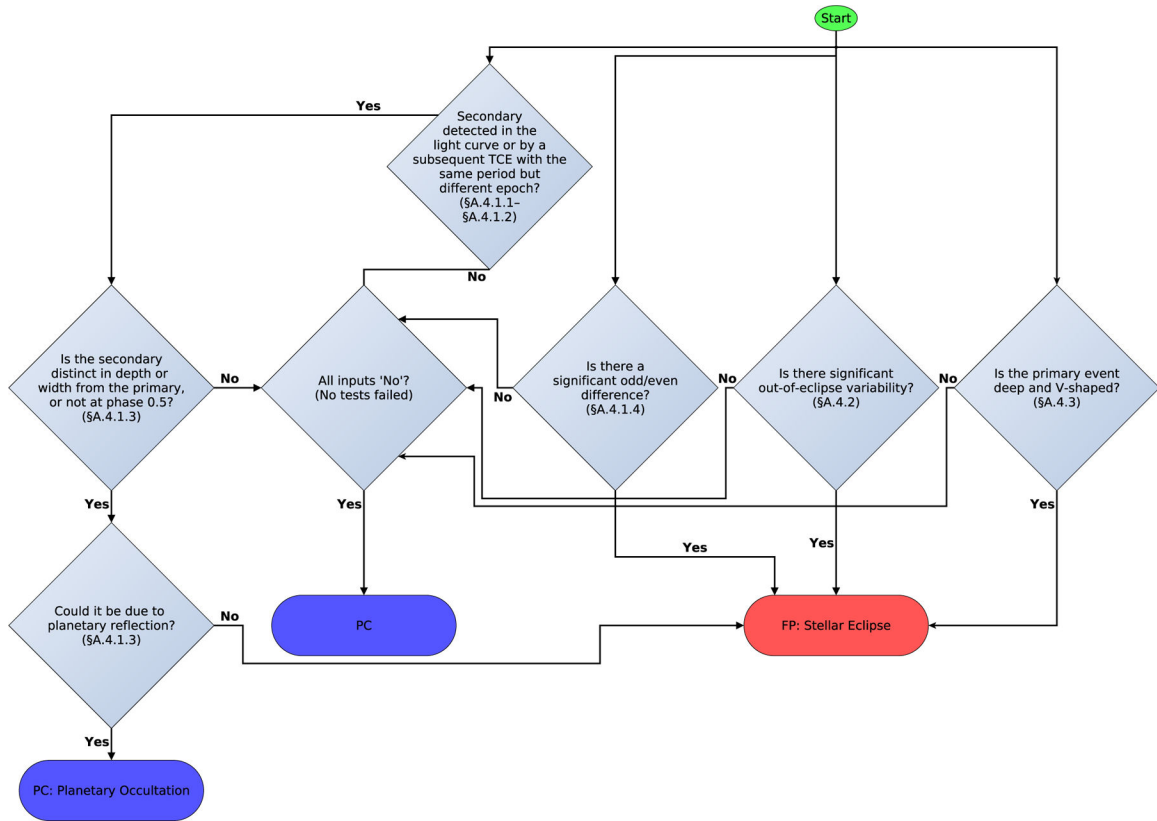 Start
Yes
Secondary
detected in the
light curve or by a
subsequent TCE with the
same period but
different epoch?
(§A.4.1.1–
§A.4.1.2)
No
Is the secondary
distinct in depth or
width from the primary,
or not at phase 0.5?
(§A.4.1.3)
No
All inputs 'No'?
(No tests failed)
No
Is there a
significant odd/even
difference?
(§A.4.1.4)
No
Is there significant
out-of-eclipse variability?
(§A.4.2)
No
Is the primary event
deep and V-shaped?
(§A.4.3)
Yes
Yes
Yes
Yes
Yes
Could it be due to
planetary reflection?
(§A.4.1.3)
No
PC
FP: Stellar Eclipse
Yes
PC: Planetary Occultation